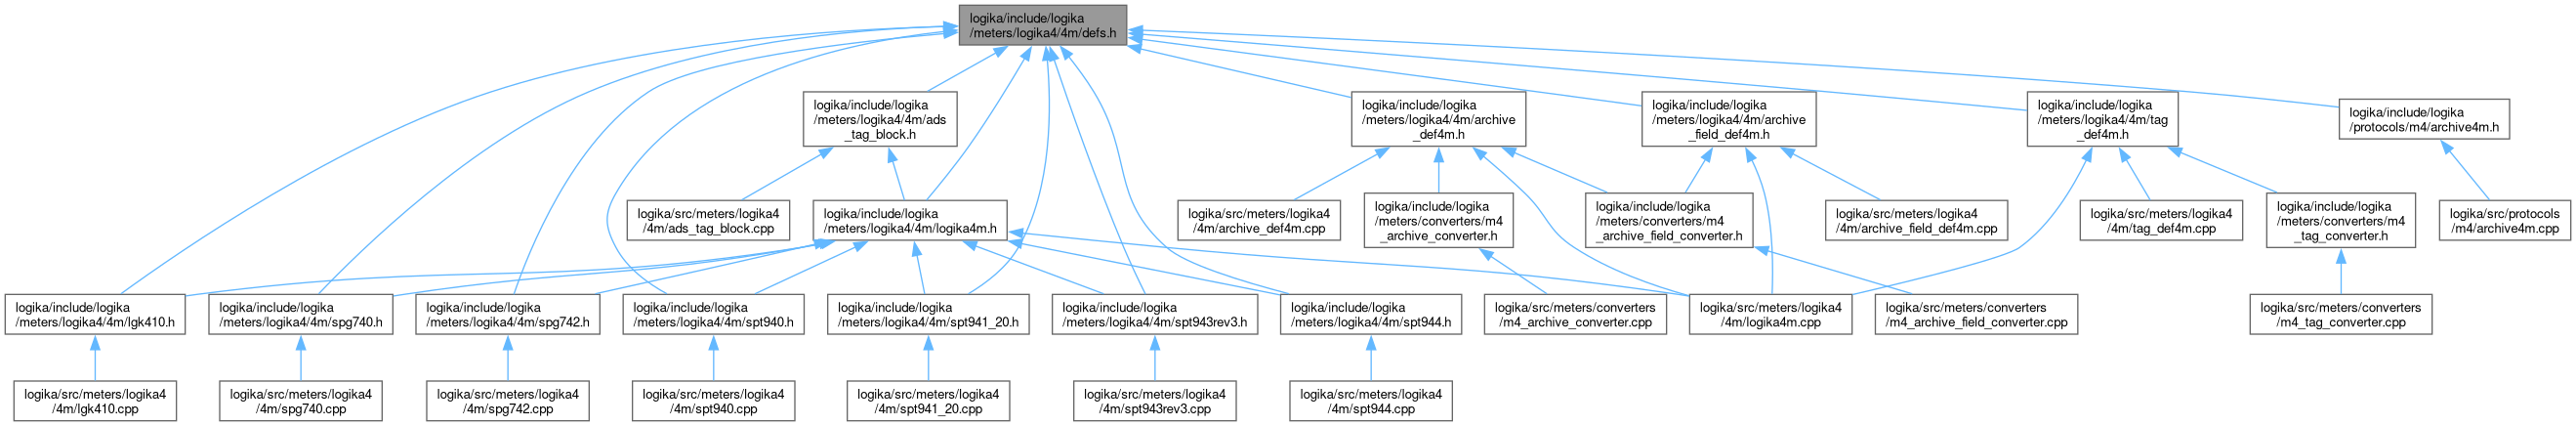 logika/include/logika
/meters/logika4/4m/defs.h
logika/include/logika
/meters/logika4/4m/ads
_tag_block.h
logika/include/logika
/meters/logika4/4m/archive
_def4m.h
logika/include/logika
/meters/logika4/4m/archive
_field_def4m.h
logika/include/logika
/meters/logika4/4m/tag
_def4m.h
logika/include/logika
/protocols/m4/archive4m.h
logika/src/meters/logika4
/4m/ads_tag_block.cpp
logika/include/logika
/meters/logika4/4m/logika4m.h
logika/src/meters/logika4
/4m/archive_def4m.cpp
logika/include/logika
/meters/converters/m4
_archive_converter.h
logika/include/logika
/meters/converters/m4
_archive_field_converter.h
logika/src/meters/logika4
/4m/archive_field_def4m.cpp
logika/src/meters/logika4
/4m/tag_def4m.cpp
logika/include/logika
/meters/converters/m4
_tag_converter.h
logika/src/protocols
/m4/archive4m.cpp
logika/include/logika
/meters/logika4/4m/lgk410.h
logika/include/logika
/meters/logika4/4m/spg740.h
logika/include/logika
/meters/logika4/4m/spg742.h
logika/include/logika
/meters/logika4/4m/spt940.h
logika/include/logika
/meters/logika4/4m/spt941_20.h
logika/include/logika
/meters/logika4/4m/spt943rev3.h
logika/include/logika
/meters/logika4/4m/spt944.h
logika/src/meters/converters
/m4_archive_converter.cpp
logika/src/meters/logika4
/4m/logika4m.cpp
logika/src/meters/converters
/m4_archive_field_converter.cpp
logika/src/meters/converters
/m4_tag_converter.cpp
logika/src/meters/logika4
/4m/lgk410.cpp
logika/src/meters/logika4
/4m/spg740.cpp
logika/src/meters/logika4
/4m/spg742.cpp
logika/src/meters/logika4
/4m/spt940.cpp
logika/src/meters/logika4
/4m/spt941_20.cpp
logika/src/meters/logika4
/4m/spt943rev3.cpp
logika/src/meters/logika4
/4m/spt944.cpp